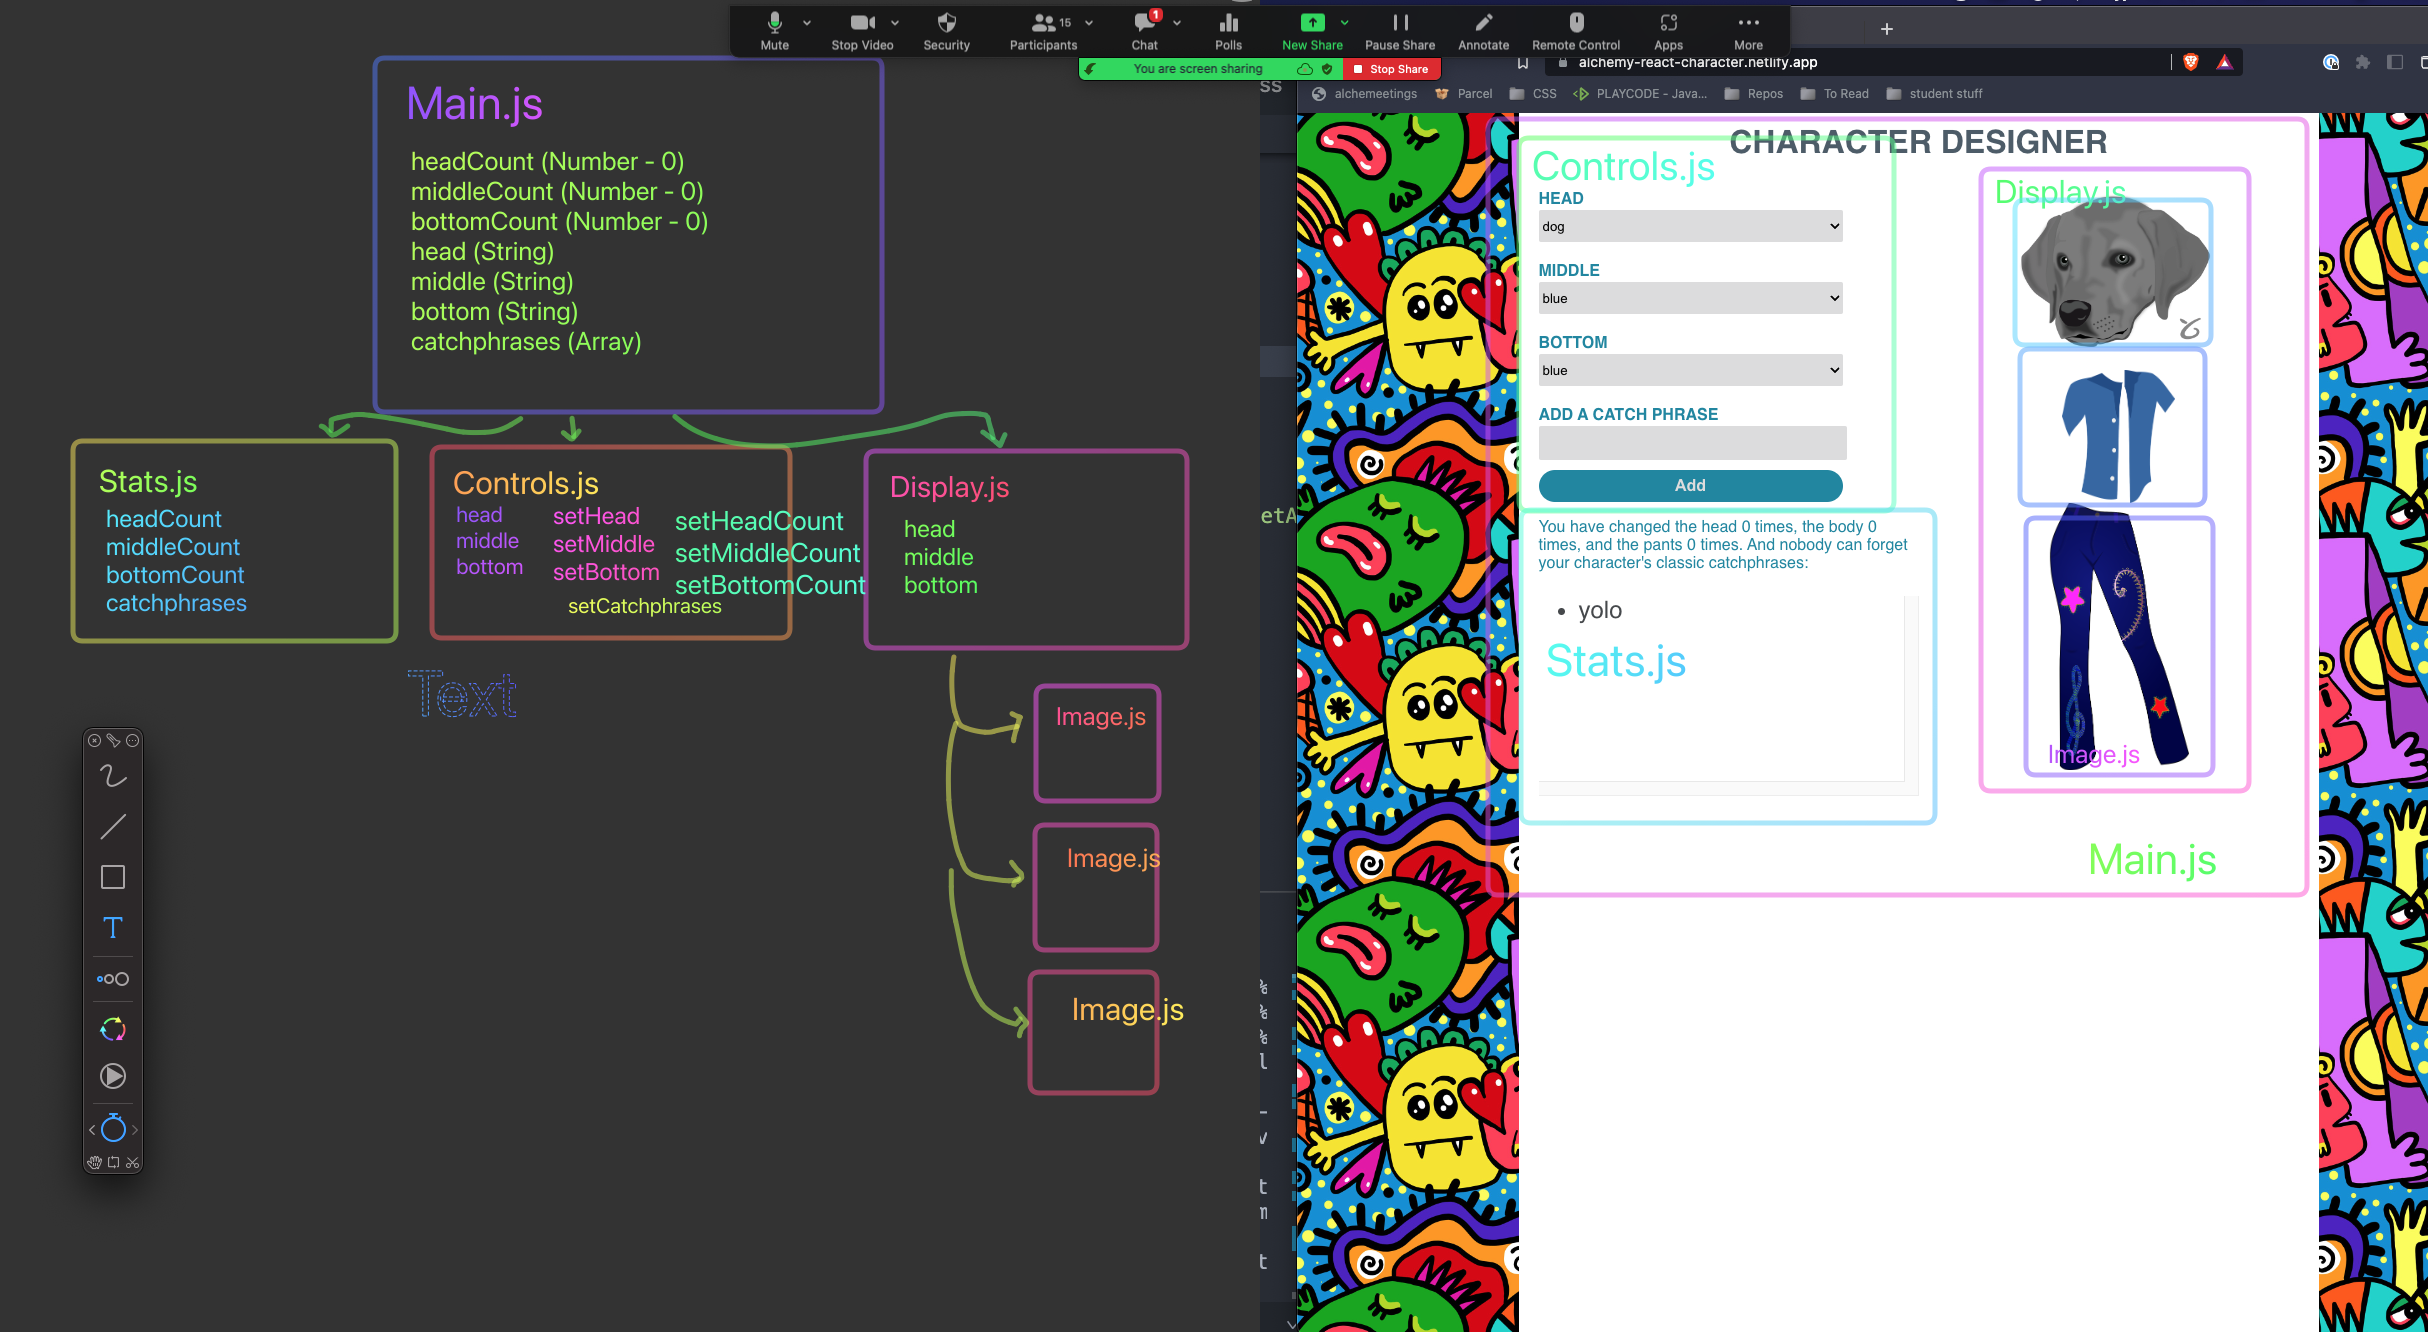 Mute
Stop Video
Security
Participants
15
Chat
1
Polls
New Share
Pause Share
Annotate
Remote Control
Apps
More
You are screen sharing
Stop Share
alchemy-react-character.netlify.app
alchemeetings
Parcel
CSS
PLAYCODE - Java...
Repos
To Read
student stuff
Main.js
headCount (Number - 0)
middleCount (Number - 0)
bottomCount (Number - 0)
head (String)
middle (String)
bottom (String)
catchphrases (Array)
Stats.js
headCount
middleCount
bottomCount
catchphrases
Controls.js
head
middle
bottom
setHead
setMiddle
setBottom
setHeadCount
setMiddleCount
setBottomCount
setCatchphrases
Display.js
head
middle
bottom
Text
Image.js
Image.js
Image.js
T
ss
etA
CHARACTER DESIGNER
Controls.js
HEAD
dog
MIDDLE
blue
BOTTOM
blue
ADD A CATCH PHRASE
Add
You have changed the head 0 times, the body 0
times, and the pants 0 times. And nobody can forget
your character's classic catchphrases:
• yolo
Stats.js
Display.js
Image.js
Main.js